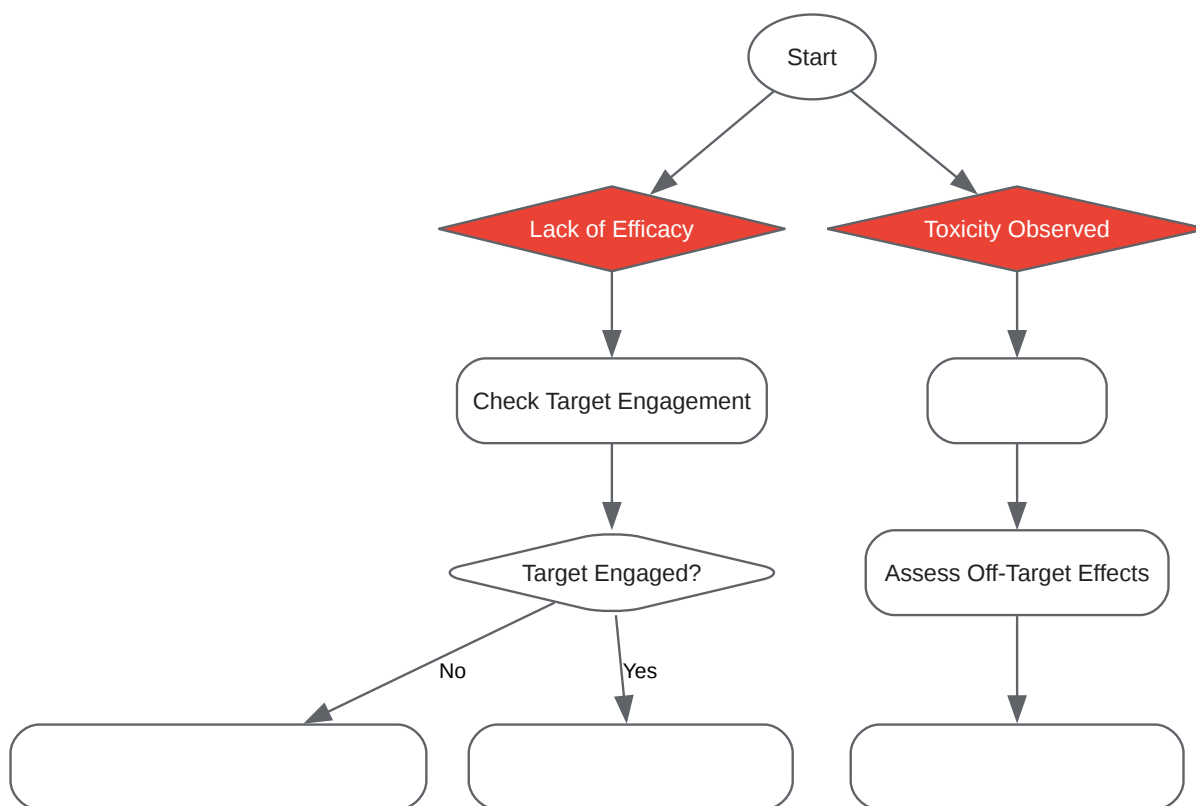 Start
Lack of Efficacy
Toxicity Observed
Check Target Engagement
Target Engaged?
Assess Off-Target Effects
No
Yes